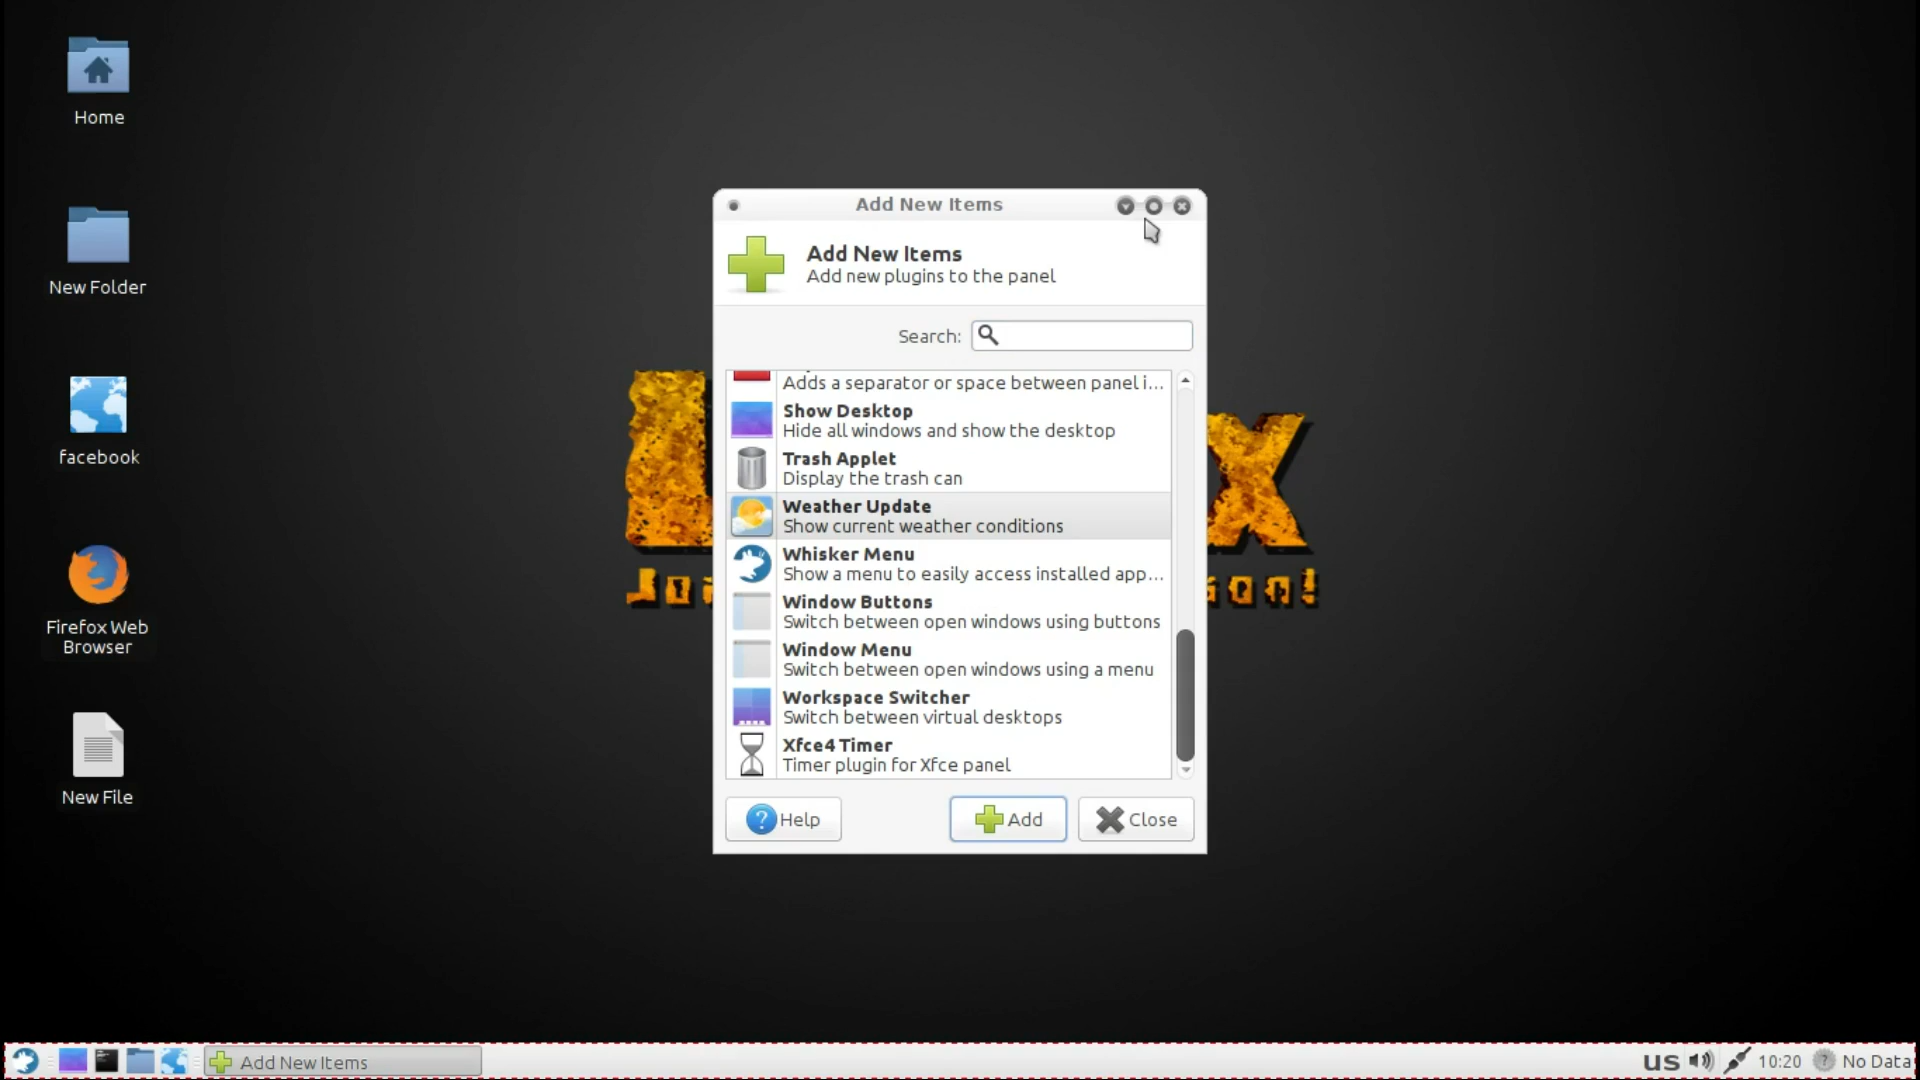 Home
New Folder
facebook
Firefox Web
Browser
New File
Add New Items
Add New Items
Add new plugins to the panel
Search:
Adds a separator or space between panel i...
Show Desktop
Hide all windows and show the desktop
Trash Applet
Display the trash can
Weather Update
Show current weather conditions
Whisker Menu
Show a menu to easily access installed app...
Window Buttons
Switch between open windows using buttons
Window Menu
Switch between open windows using a menu
Workspace Switcher
Switch between virtual desktops
Xfce4 Timer
Timer plugin for Xfce panel
Help
Add
Close
X
Add New Items
us
10:20
No Data